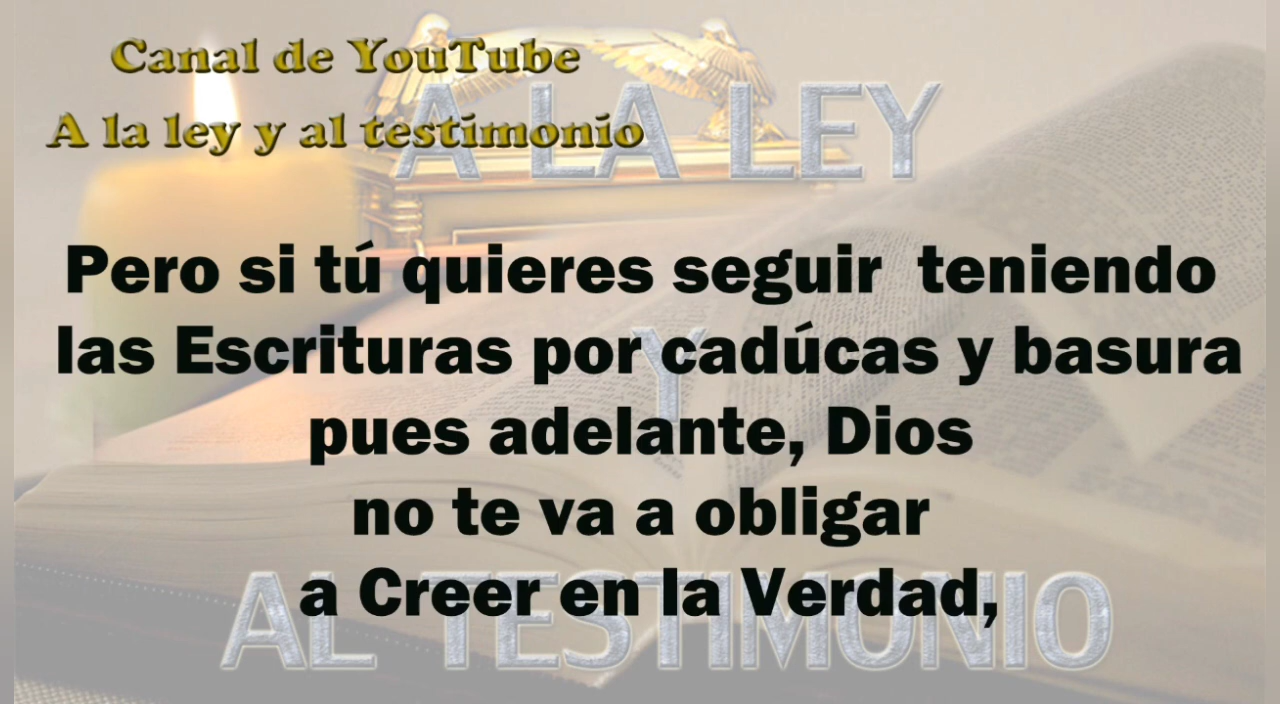 Canal de YouTube
A la ley y al testimonio
A LA LEY
Pero si tú quieres seguir teniendo
las Escrituras por cadúcas y basura
Y
pues adelante, Dios
no te va a obligar
a Creer en la Verdad,
AL TESTIMONIO